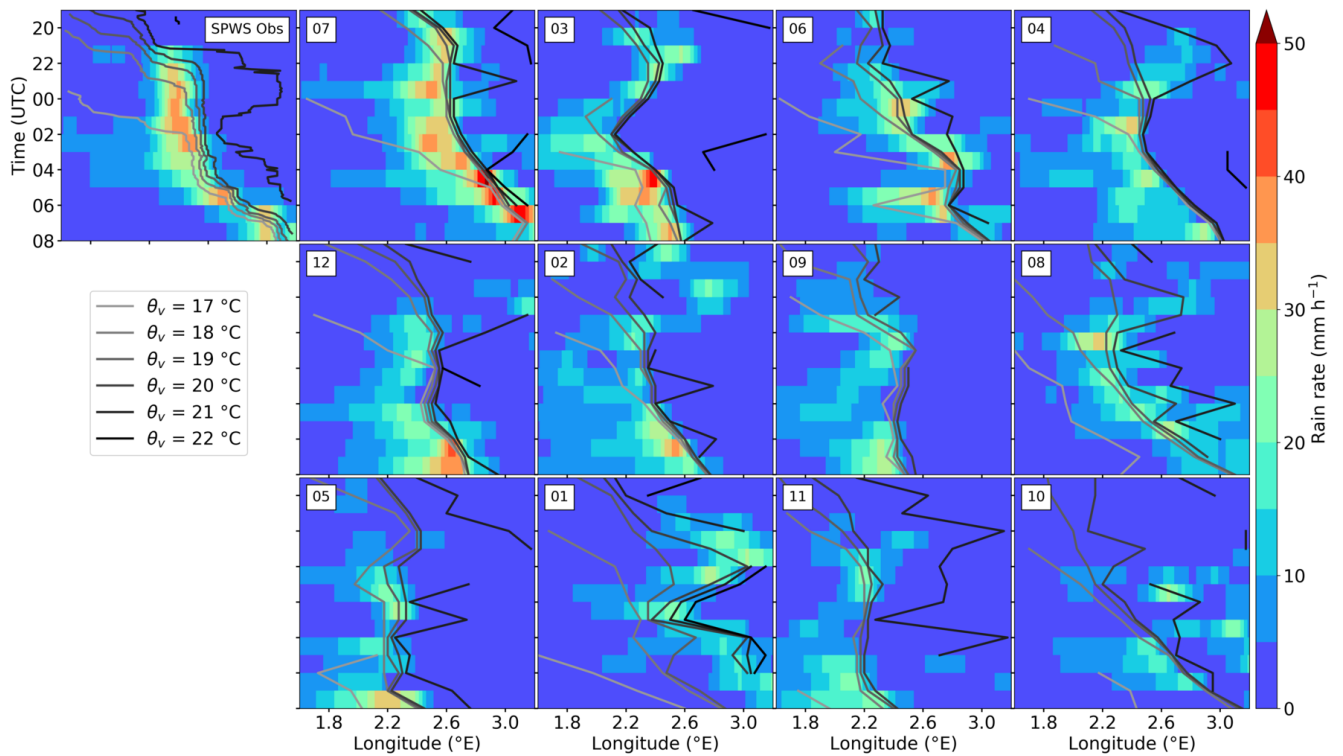 SPWS Obs
07
03
06
04
20
22
00
02
04
06
08
Time (UTC)
12
02
09
08
θv = 17 °C
θv = 18 °C
θv = 19 °C
θv = 20 °C
θv = 21 °C
θv = 22 °C
05
01
11
10
1.8 2.2 2.6 3.0
1.8 2.2 2.6 3.0
1.8 2.2 2.6 3.0
1.8 2.2 2.6 3.0
Longitude (°E)
Longitude (°E)
Longitude (°E)
Longitude (°E)
50
40
30
20
10
0
Rain rate (mm h⁻¹)